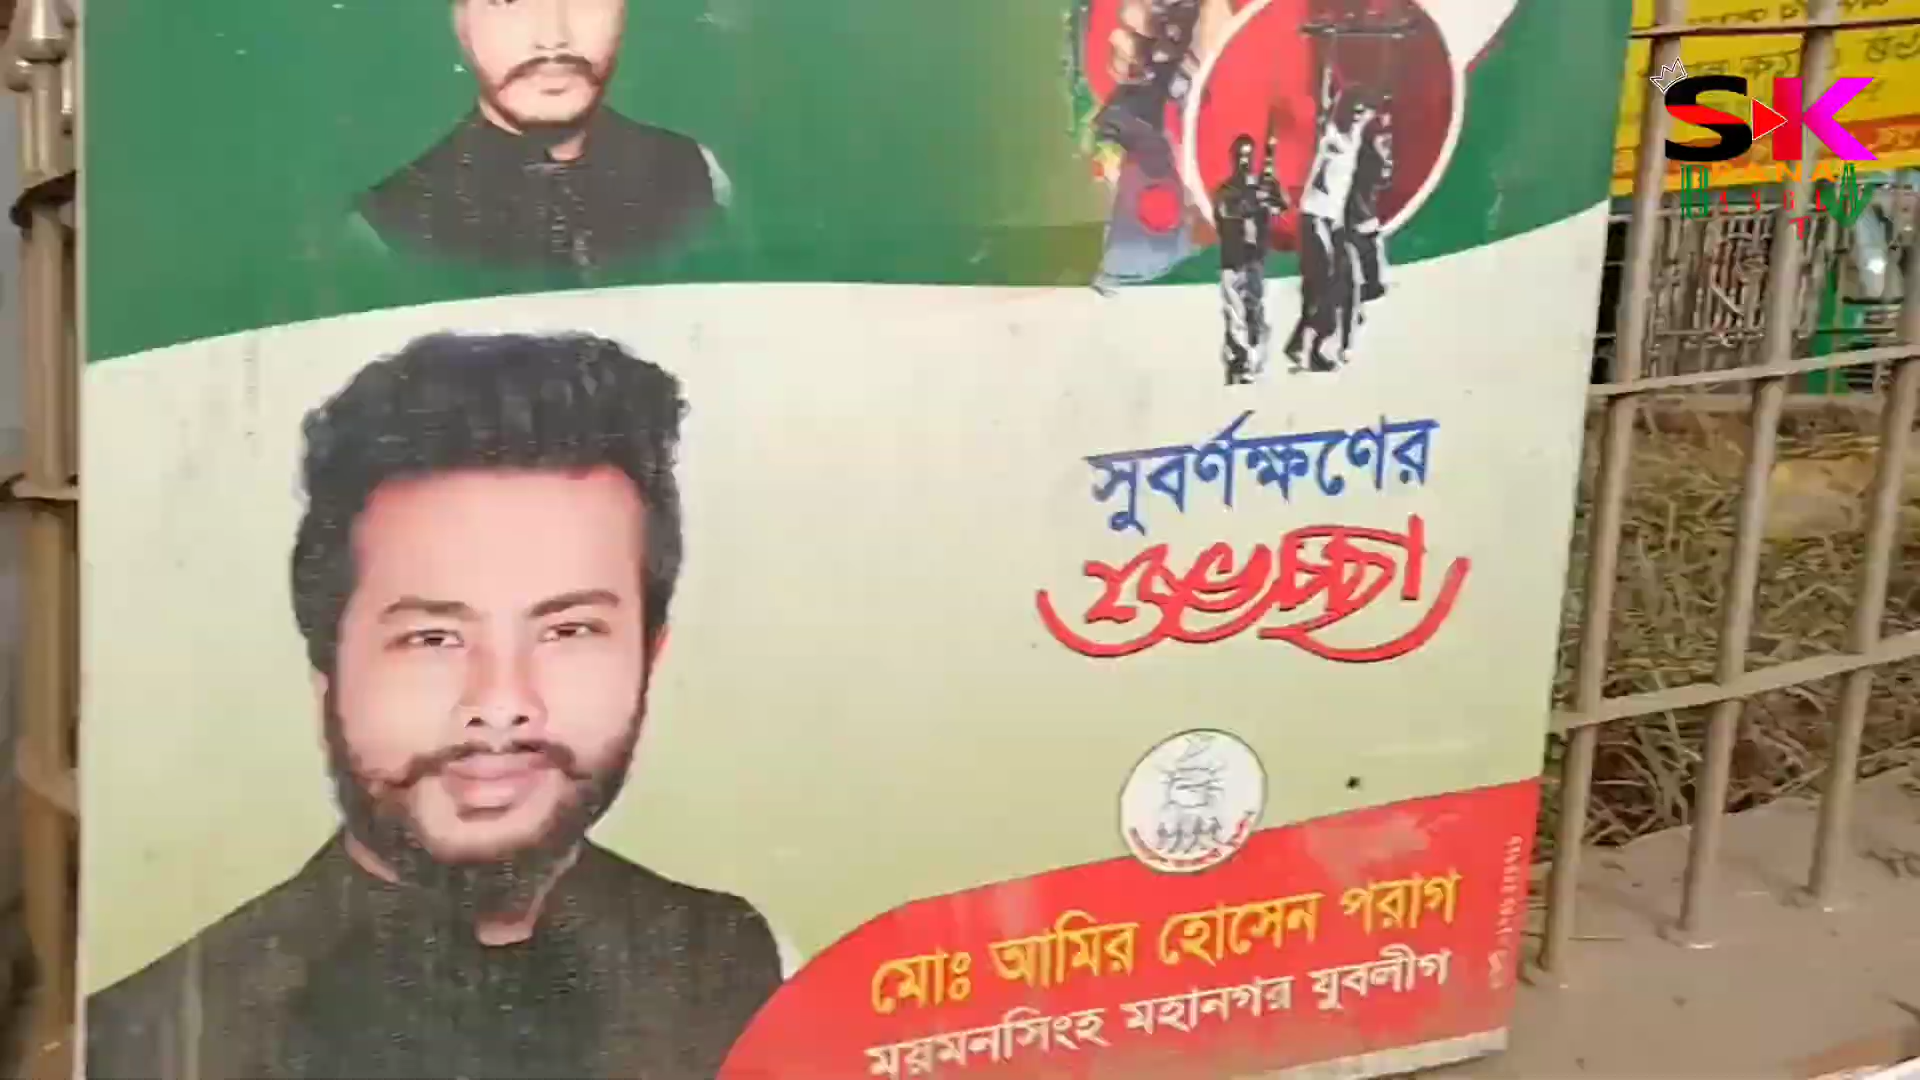 SK
সুবর্ণক্ষণের
শুভেচ্ছা
মোঃ আমির হোসেন পরাগ
ময়মনসিংহ মহানগর যুবলীগ